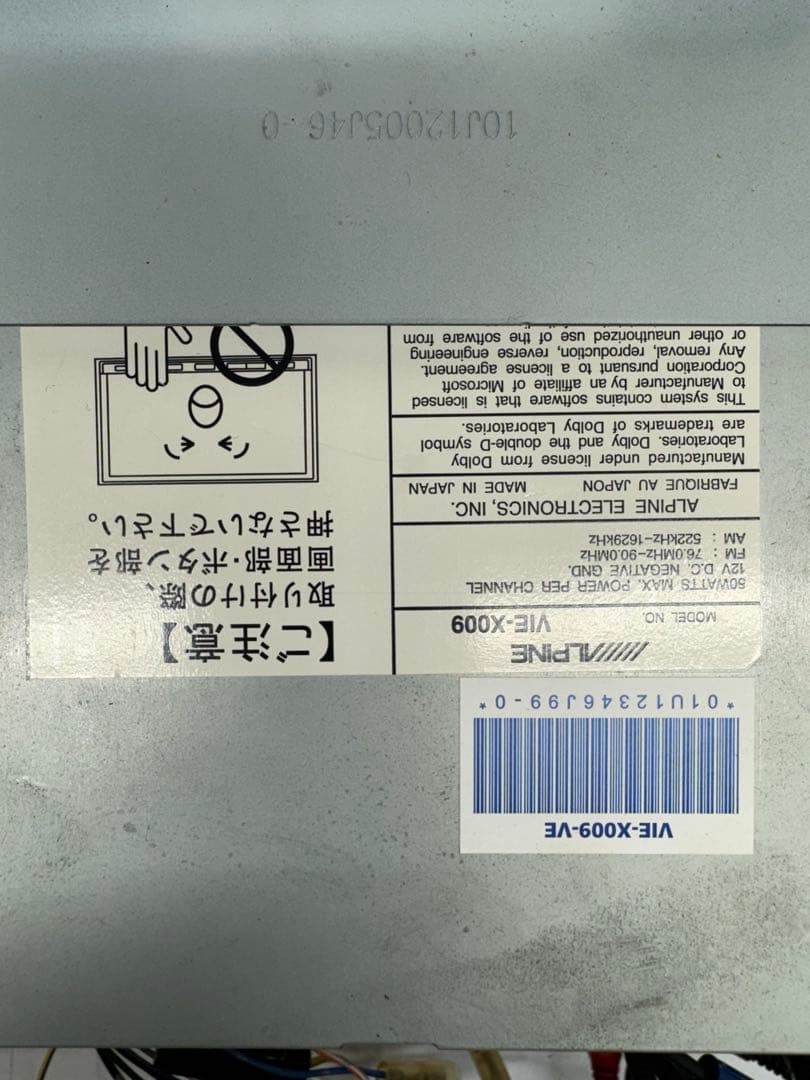 VIE-X009-VE
*01U12346J99-0*
ALPINE
MODEL NO. VIE-X009
50WATTS MAX. POWER PER CHANNEL
12V D.C. NEGATIVE GND.
FM : 76.0MHz-90.0MHz
AM : 522kHz-1629kHz
ALPINE ELECTRONICS, INC.
FABRIQUE AU JAPON MADE IN JAPAN
Manufactured under license from Dolby
Laboratories. Dolby and the double-D symbol
are trademarks of Dolby Laboratories.
This system contains software that is licensed
to Manufacturer by an affiliate of Microsoft
Corporation pursuant to a license agreement.
Any removal, reproduction, reverse engineering
or other unauthorized use of the software from
【ご注意】
取り付けの際、
画面部・ボタン部を
押さないで下さい。
10J12005J46-0